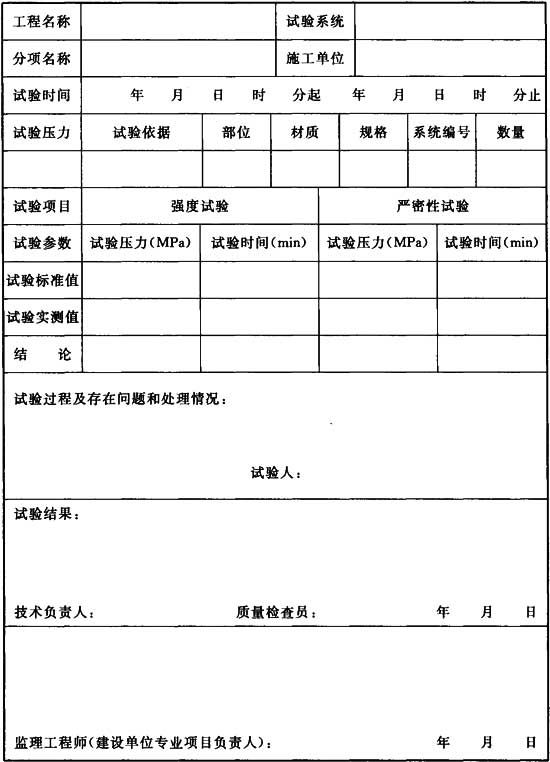 工程名称 试验系统
分项名称 施工单位
试验时间 年 月 日 时 分起 年 月 日 时 分止
试验压力 试验依据 部位 材质 规格 系统编号 数量
试验项目 强度试验 严密性试验
试验参数 试验压力(MPa) 试验时间(min) 试验压力(MPa) 试验时间(min)
试验标准值
试验实测值
结 论
试验过程及存在问题和处理情况:
试验人:
试验结果:
技术负责人: 质量检查员: 年 月 日
监理工程师(建设单位专业项目负责人): 年 月 日